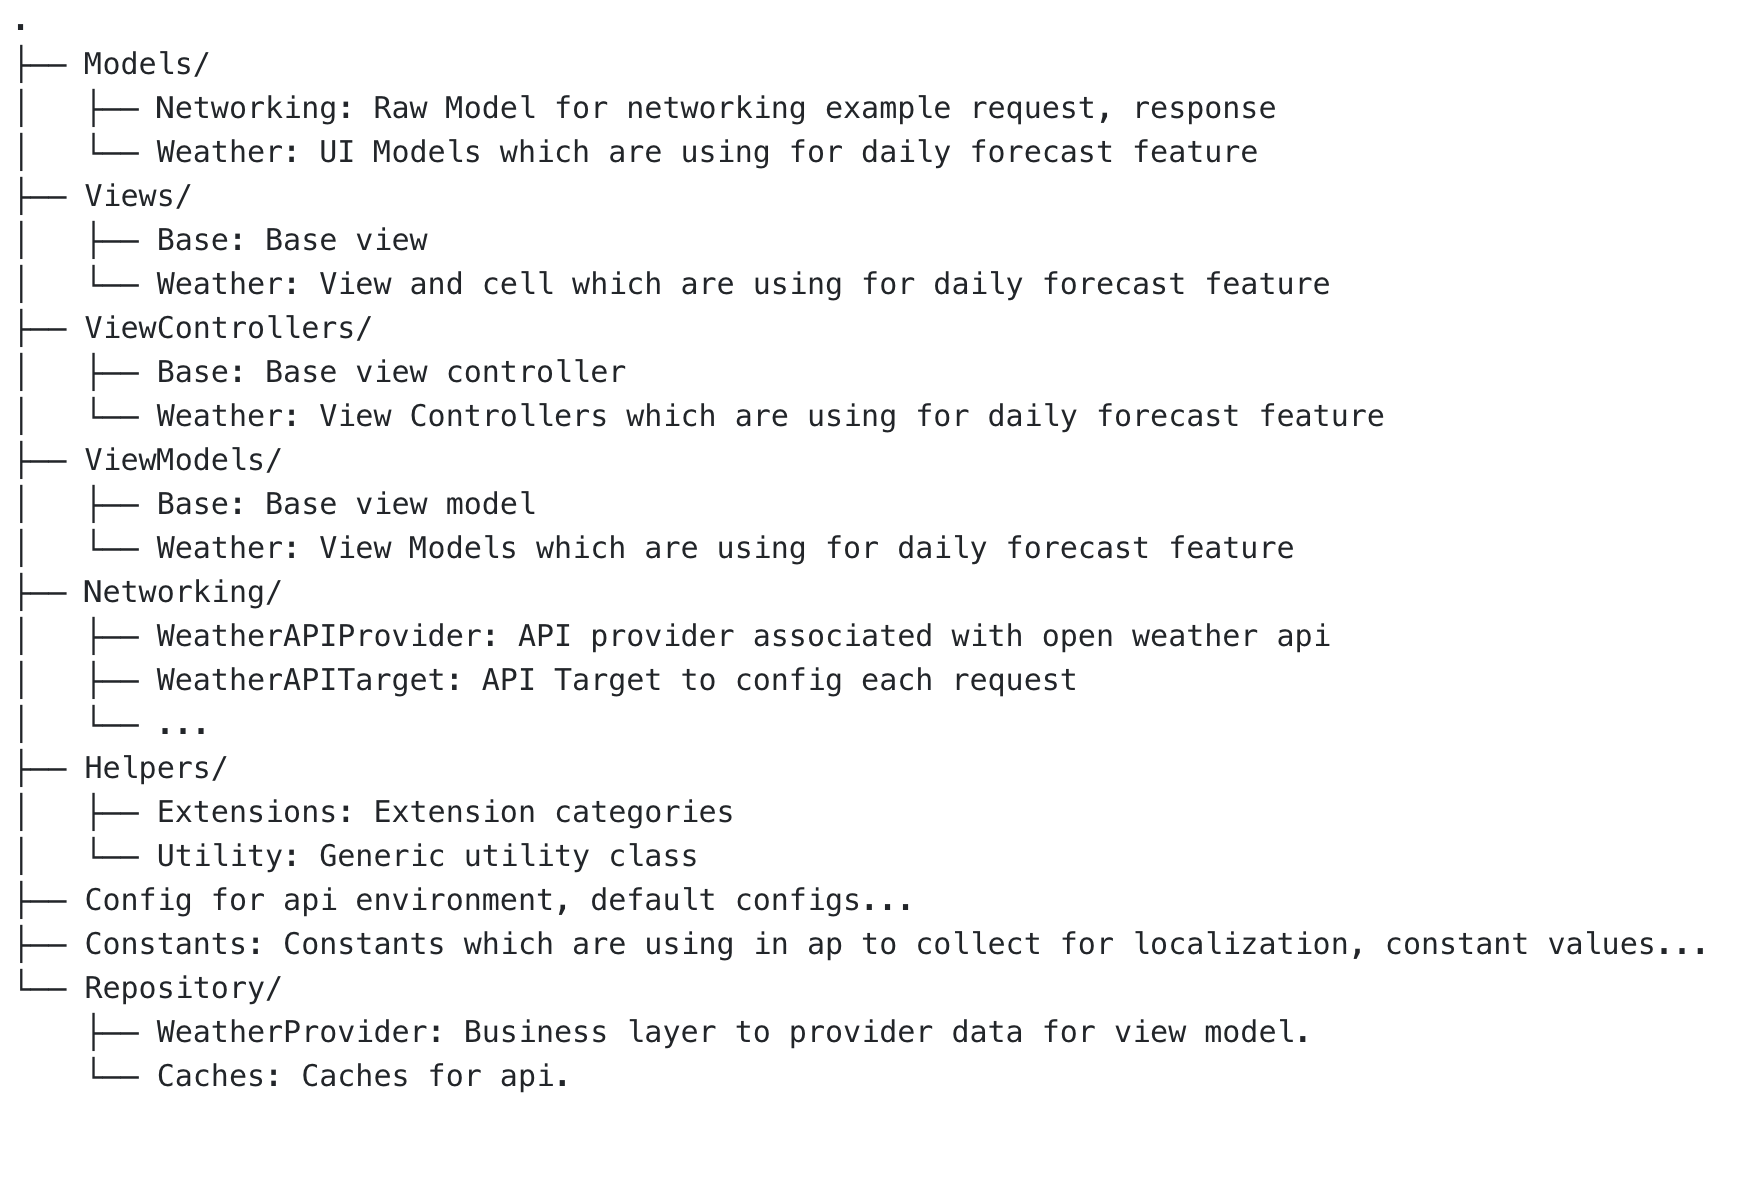 .
├── Models/
│   ├── Networking: Raw Model for networking example request, response
│   └── Weather: UI Models which are using for daily forecast feature
├── Views/
│   ├── Base: Base view
│   └── Weather: View and cell which are using for daily forecast feature
├── ViewControllers/
│   ├── Base: Base view controller
│   └── Weather: View Controllers which are using for daily forecast feature
├── ViewModels/
│   ├── Base: Base view model
│   └── Weather: View Models which are using for daily forecast feature
├── Networking/
│   ├── WeatherAPIProvider: API provider associated with open weather api
│   ├── WeatherAPITarget: API Target to config each request
│   └── ...
├── Helpers/
│   ├── Extensions: Extension categories
│   └── Utility: Generic utility class
├── Config for api environment, default configs...
├── Constants: Constants which are using in ap to collect for localization, constant values...
└── Repository/
    ├── WeatherProvider: Business layer to provider data for view model.
    └── Caches: Caches for api.